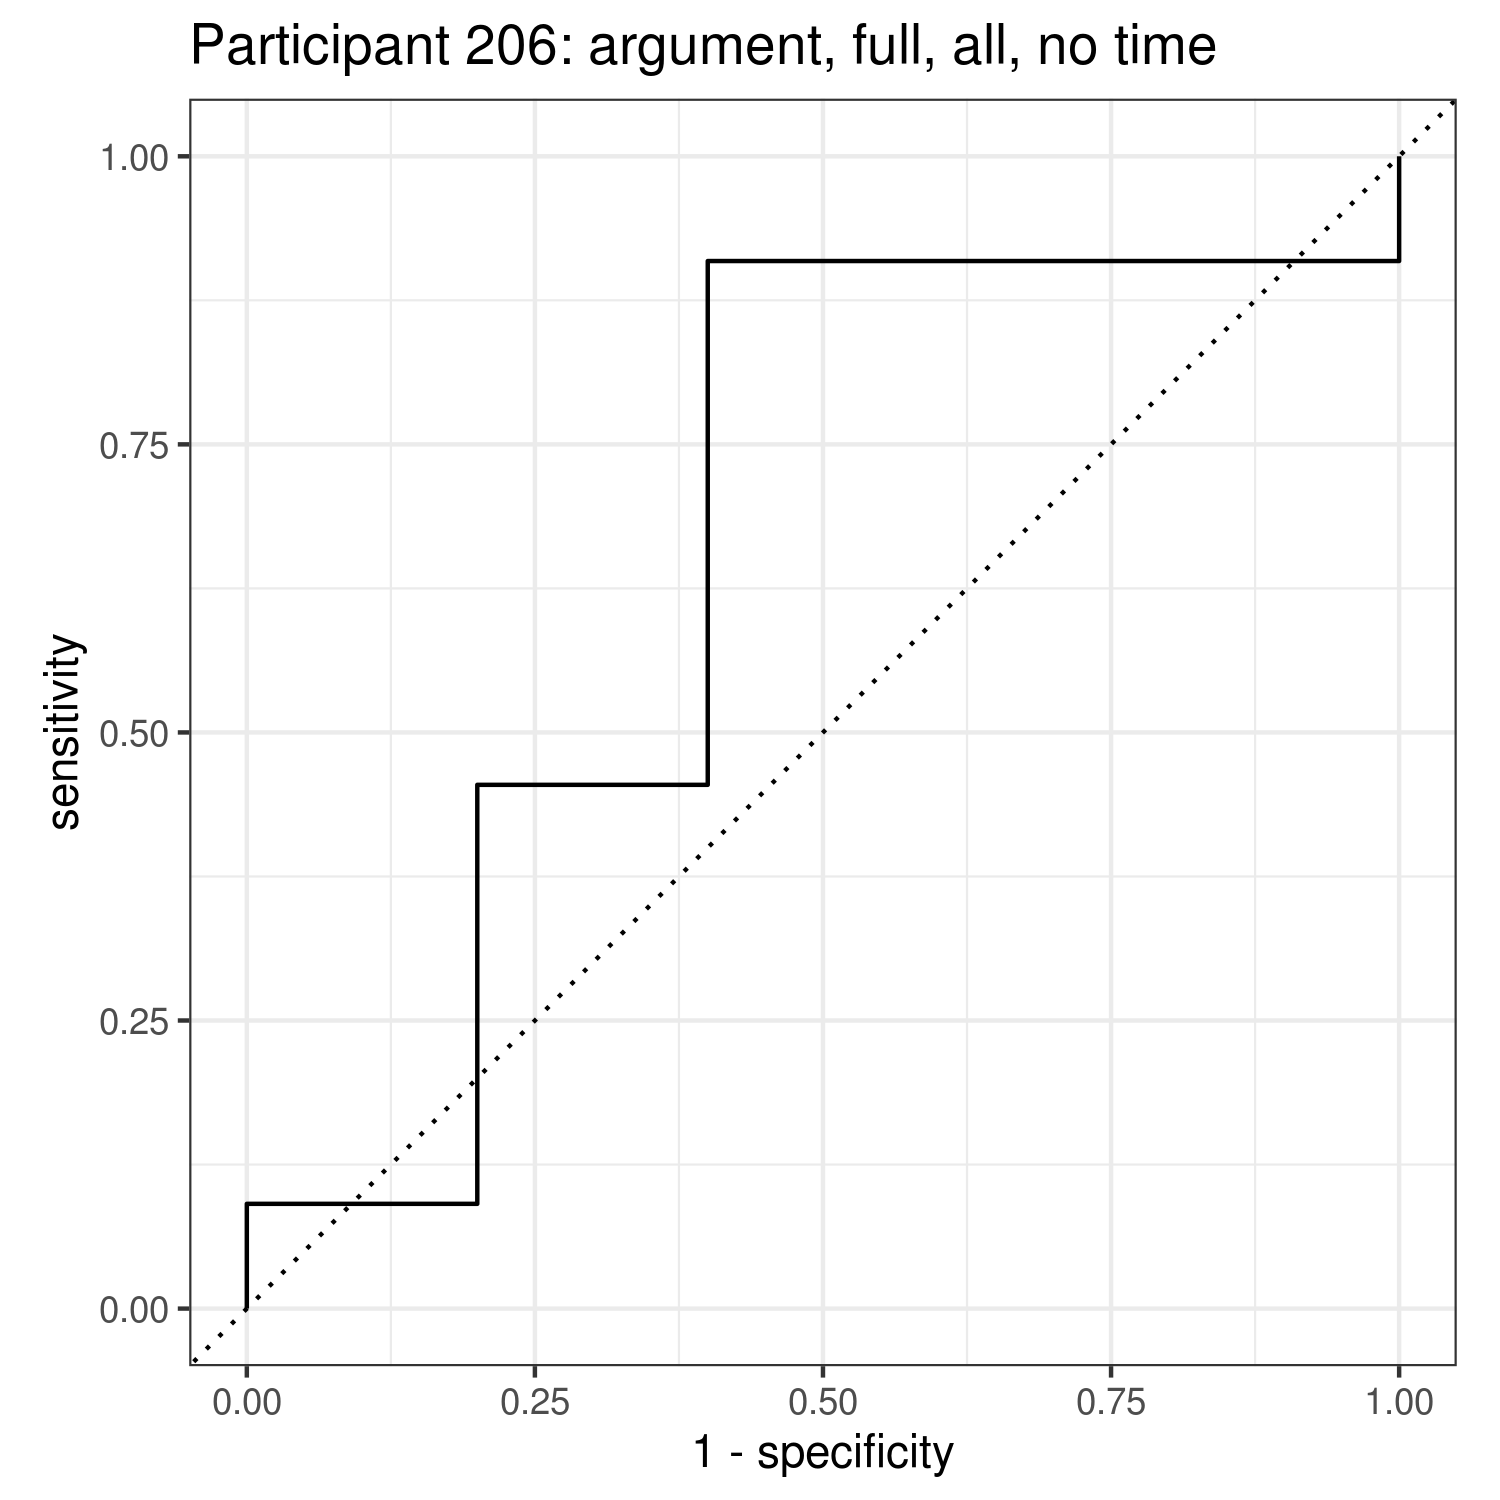 Participant 206: argument, full, all, no time
1.00
0.75
0.50
0.25
0.00
sensitivity
0.00 0.25 0.50 0.75 1.00
1 - specificity